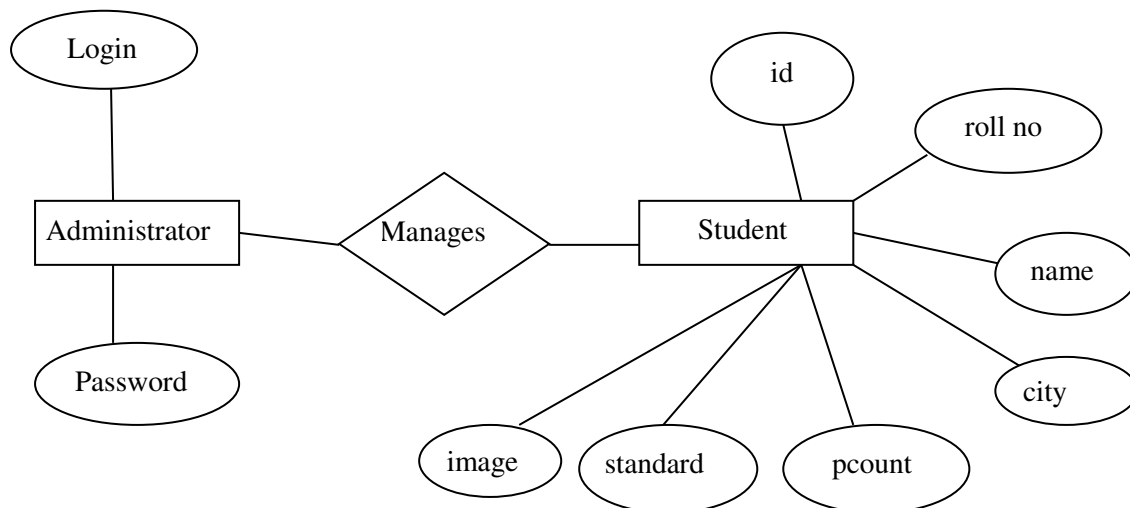 Login
id
roll no
Administrator
Manages
Student
name
Password
city
image
standard
pcount